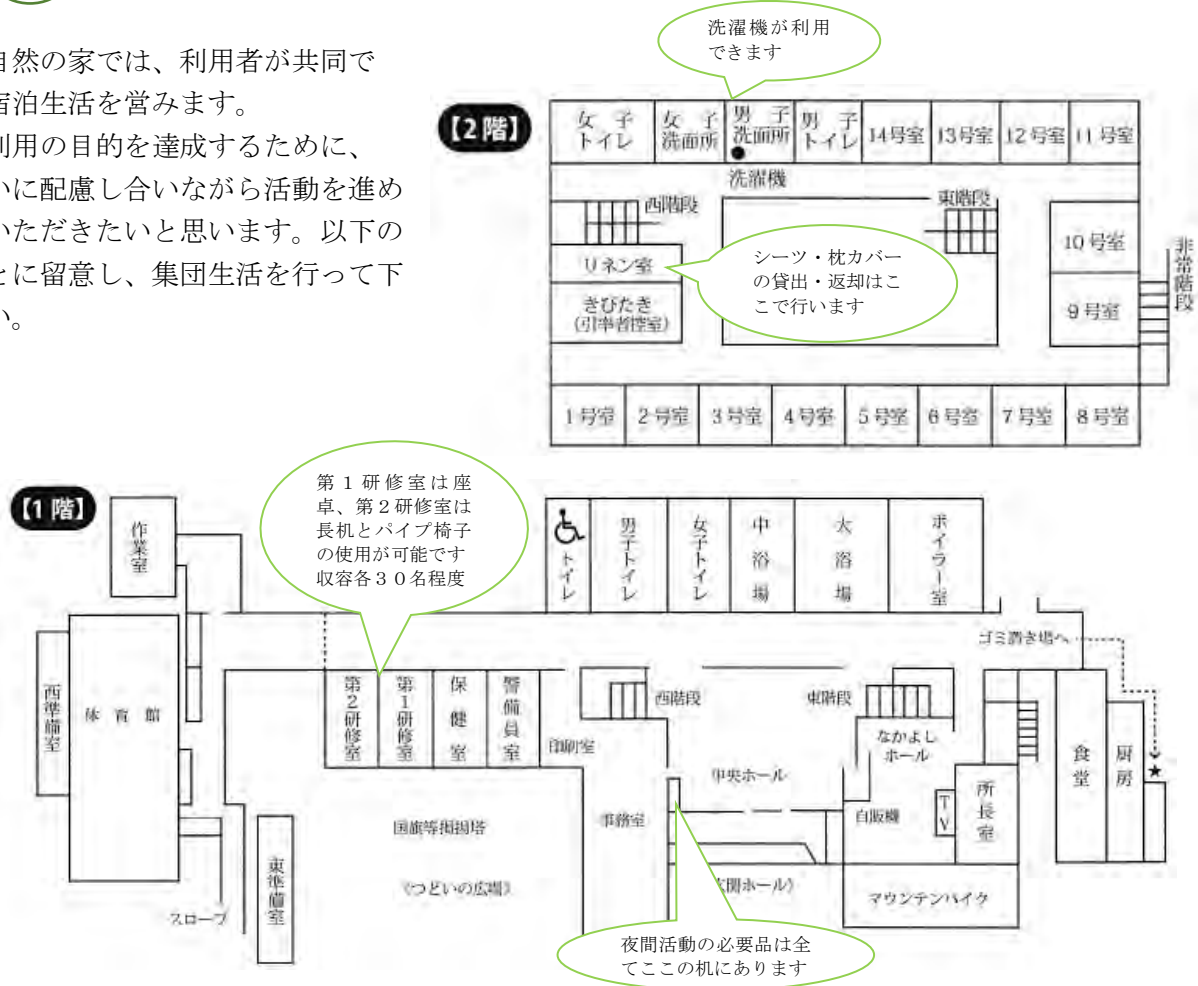 自然の家では、利用者が共同で
宿泊生活を営みます。
利用の目的を達成するために、
いに配慮し合いながら活動を進め
いただきたいと思います。以下の
とに留意し、集団生活を行って下
い。
洗濯機が利用
できます
【2階】
女子
トイレ
女子
洗面所
男子
洗面所
男子
トイレ
14号室
13号室
12号室
11号室
洗濯機
西階段
東階段
リネン室
シーツ・枕カバー
の貸出・返却はこ
こで行います
きびたき
(引率者控室)
10号室
9号室
非常階段
1号室
2号室
3号室
4号室
5号室
6号室
7号室
8号室
【1階】
第1研修室は座
卓、第2研修室は
長机とパイプ椅子
の使用が可能です
収容各30名程度
作業室
トイレ
男子トイレ
女子トイレ
中浴場
大浴場
ボイラー室
ゴミ置き場へ
西準備室
体育館
第2研修室
第1研修室
保健室
警備員室
印刷室
西階段
東階段
なかよし
ホール
中央ホール
事務室
自販機
TV
所長室
食堂
厨房
★
国旗等掲揚塔
《つどいの広場》
東準備室
スロープ
関ホール)
マウンテンバイク
夜間活動の必要品は全
てここの机にあります